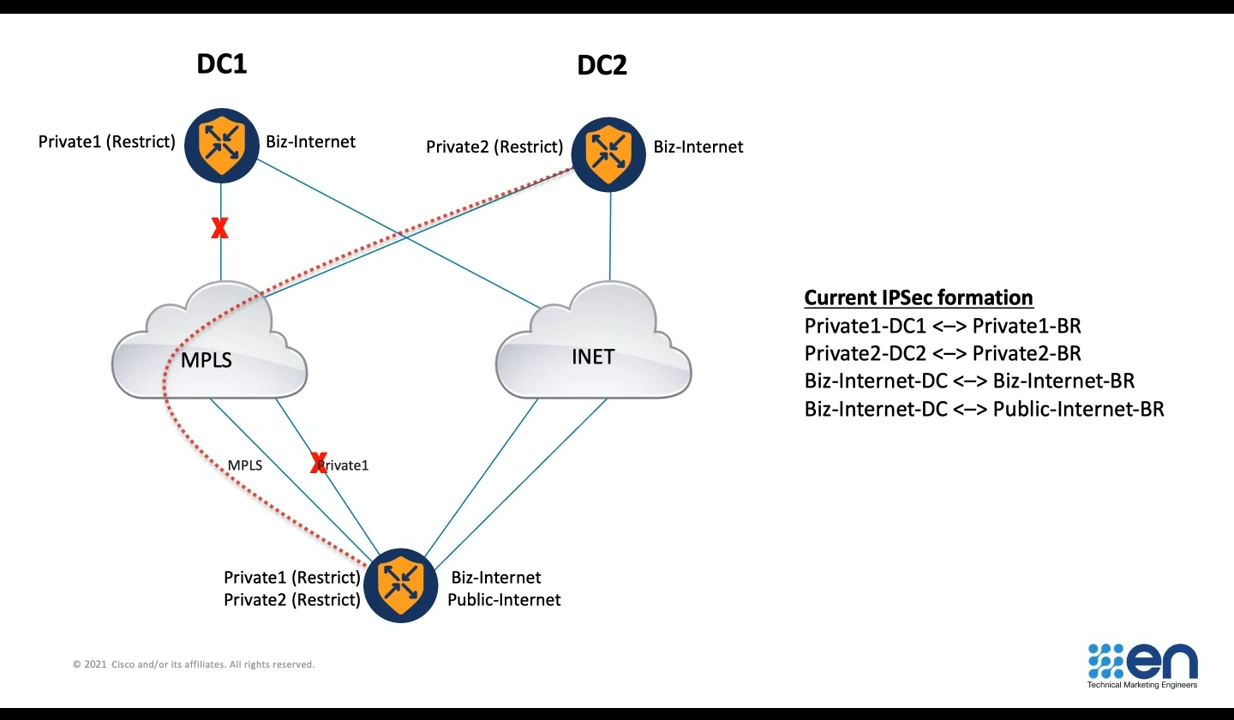 DC1
DC2
Private1 (Restrict)
Biz-Internet
Private2 (Restrict)
Biz-Internet
X
MPLS
INET
Current IPSec formation
Private1-DC1 <–> Private1-BR
Private2-DC2 <–> Private2-BR
Biz-Internet-DC <–> Biz-Internet-BR
Biz-Internet-DC <–> Public-Internet-BR
MPLS
X
Private1
Private1 (Restrict)
Private2 (Restrict)
Biz-Internet
Public-Internet
© 2021 Cisco and/or its affiliates. All rights reserved.
en
Technical Marketing Engineers